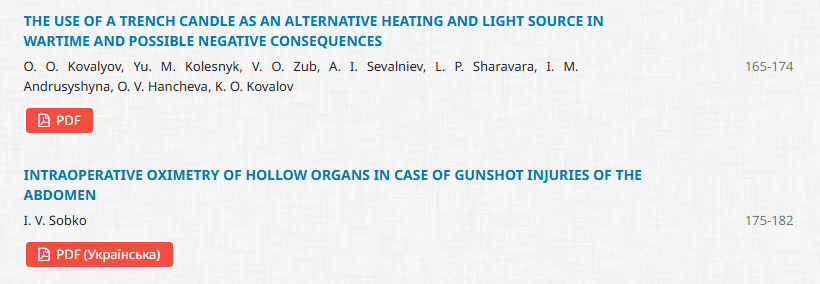 THE USE OF A TRENCH CANDLE AS AN ALTERNATIVE HEATING AND LIGHT SOURCE IN
WARTIME AND POSSIBLE NEGATIVE CONSEQUENCES
O. O. Kovalyov, Yu. M. Kolesnyk, V. O. Zub, A. I. Sevalniev, L. P. Sharavara, I. M.
165-174
Andrusyshyna, O. V. Hancheva, K. O. Kovalov
PDF
INTRAOPERATIVE OXIMETRY OF HOLLOW ORGANS IN CASE OF GUNSHOT INJURIES OF THE
ABDOMEN
I. V. Sobko
175-182
PDF (Українська)